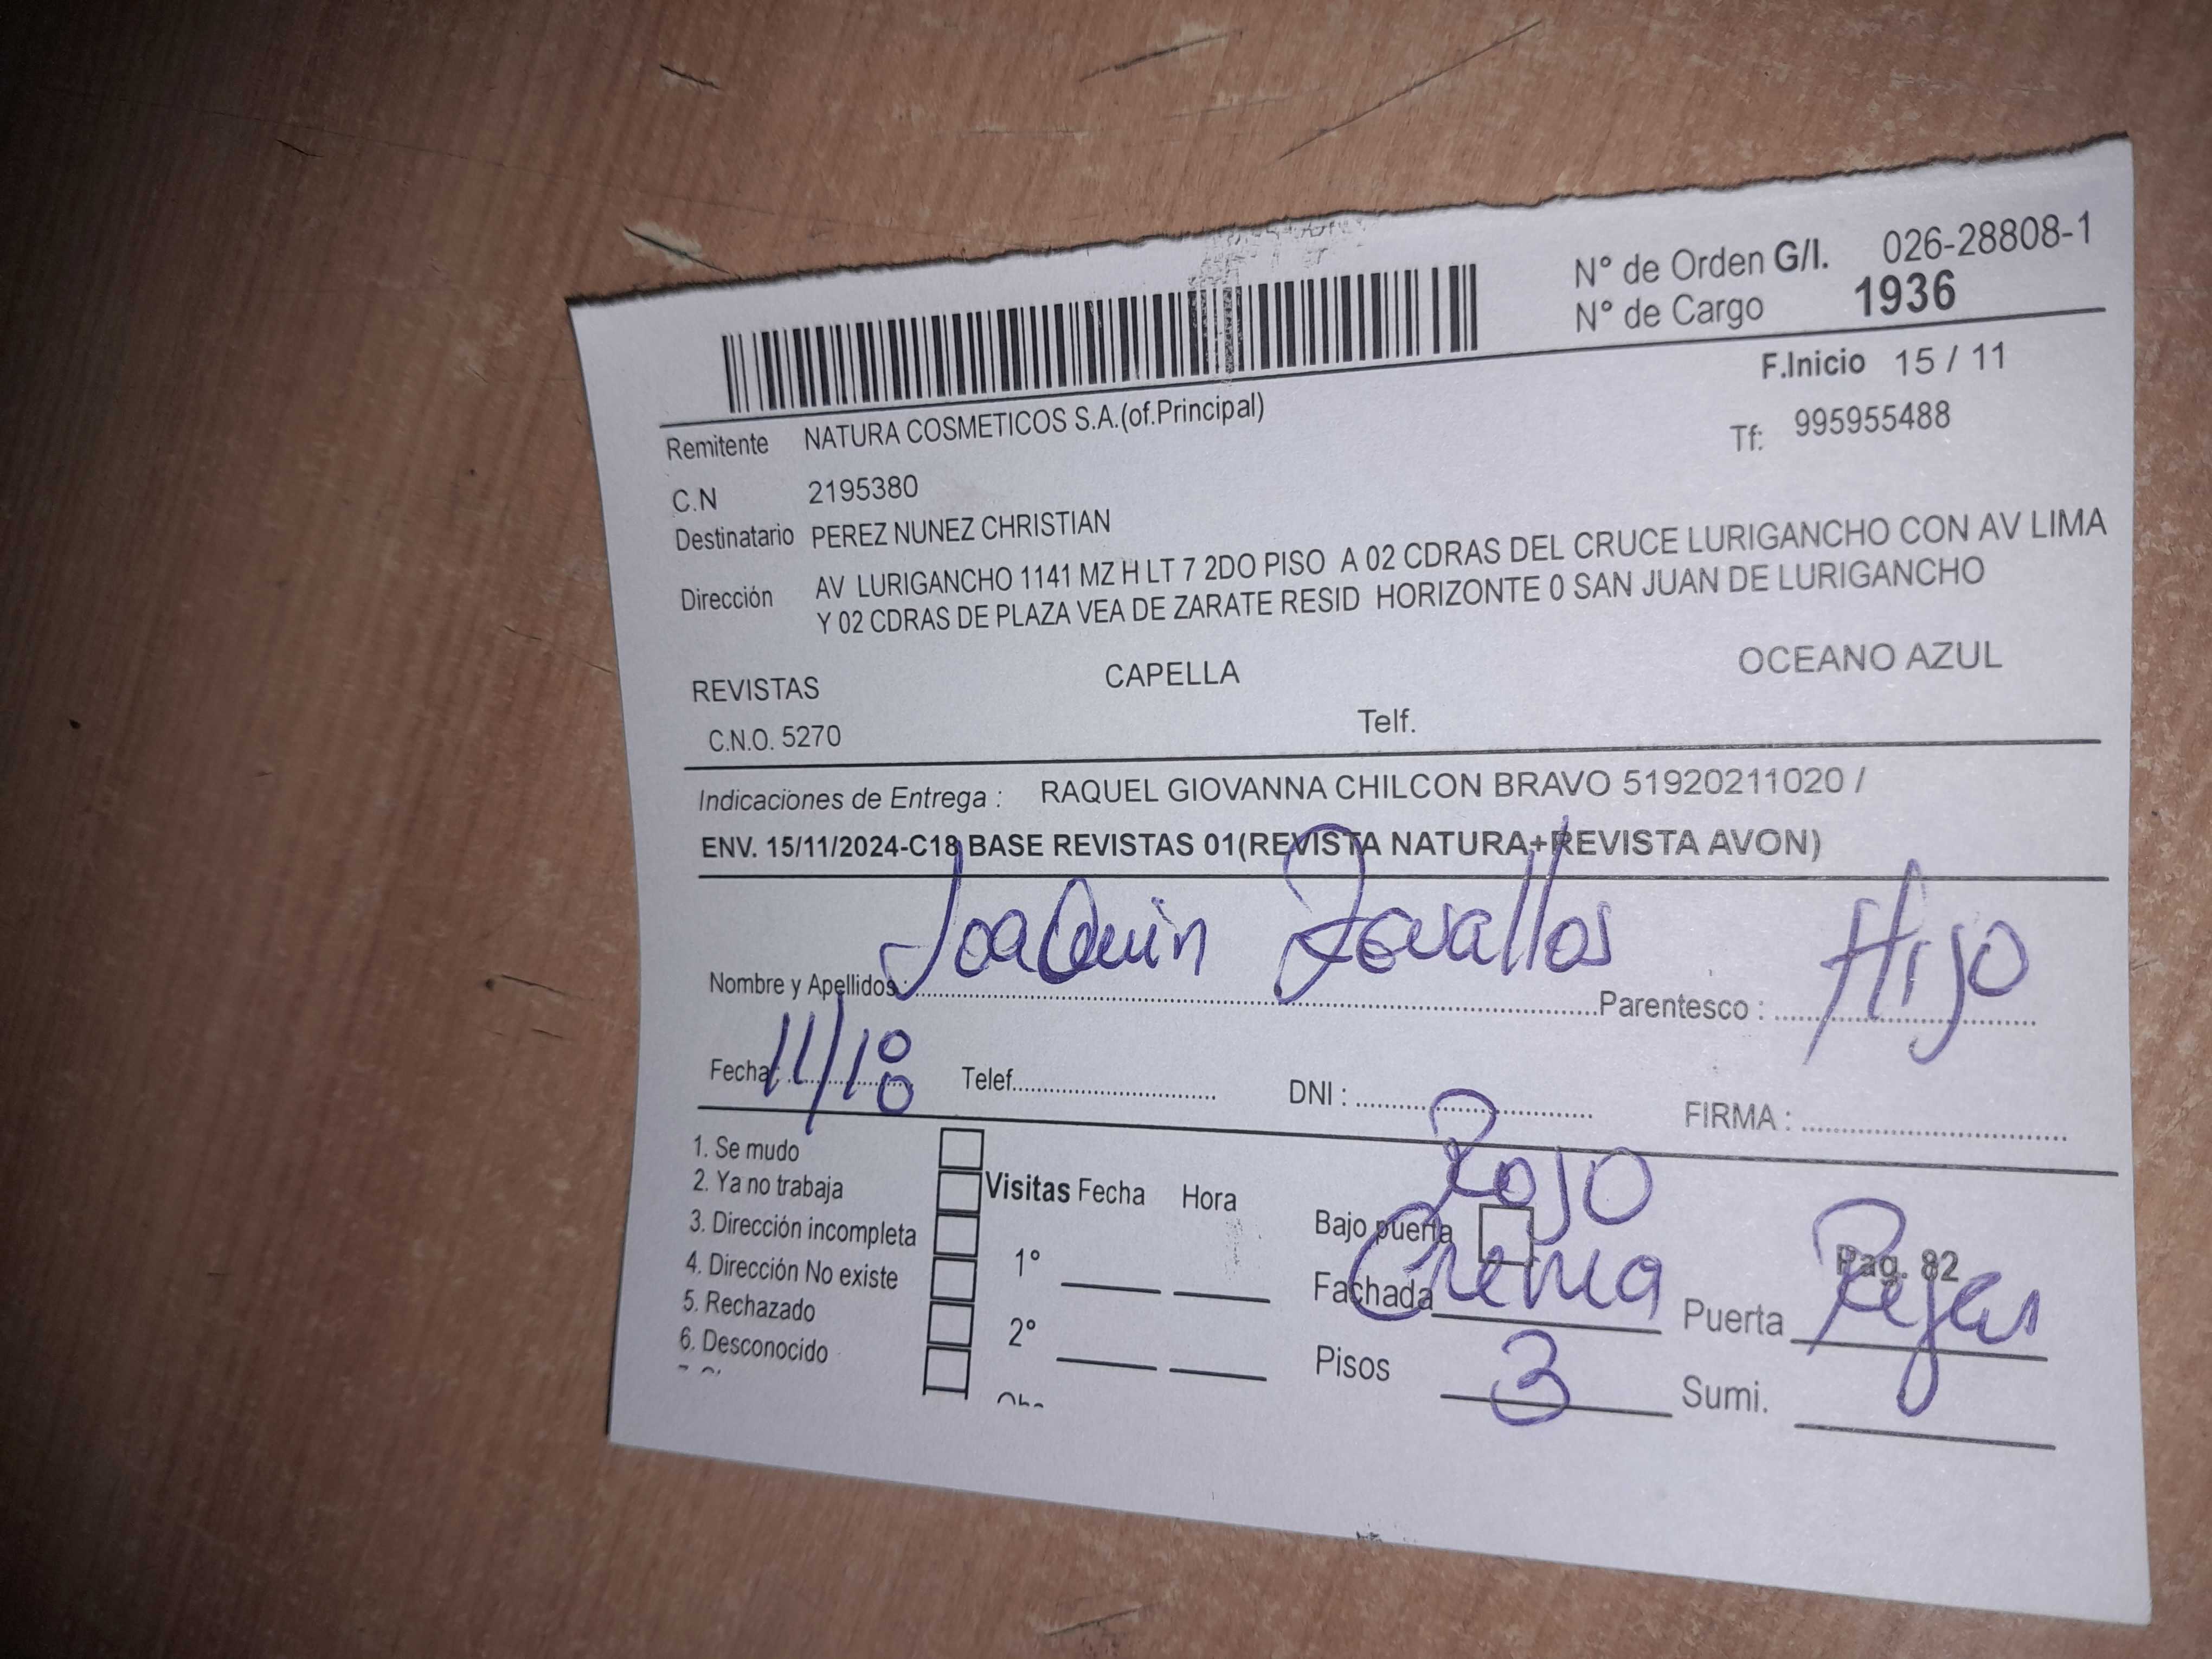 N° de Orden G/I. 026-28808-1
N° de Cargo 1936
F.Inicio 15 / 11
Remitente NATURA COSMETICOS S.A.(of.Principal)
Tf: 995955488
C.N 2195380
Destinatario PEREZ NUNEZ CHRISTIAN
Dirección AV LURIGANCHO 1141 MZ H LT 7 2DO PISO A 02 CDRAS DEL CRUCE LURIGANCHO CON AV LIMA
Y 02 CDRAS DE PLAZA VEA DE ZARATE RESID HORIZONTE 0 SAN JUAN DE LURIGANCHO
REVISTAS CAPELLA OCEANO AZUL
C.N.O. 5270 Telf.
Indicaciones de Entrega : RAQUEL GIOVANNA CHILCON BRAVO 51920211020 /
ENV. 15/11/2024-C18 BASE REVISTAS 01(REVISTA NATURA+REVISTA AVON)
Nombre y Apellidos : Joaquin Zevallos Parentesco : Hijo
Fecha : 11/18 Telef. DNI : FIRMA :
1. Se mudo
2. Ya no trabaja
3. Dirección incompleta
4. Dirección No existe
5. Rechazado
6. Desconocido
Visitas Fecha Hora
1°
2°
Rojo
Bajo puerta
Pag. 82
Fachada Crema Puerta Rejas
Pisos 3 Sumi.